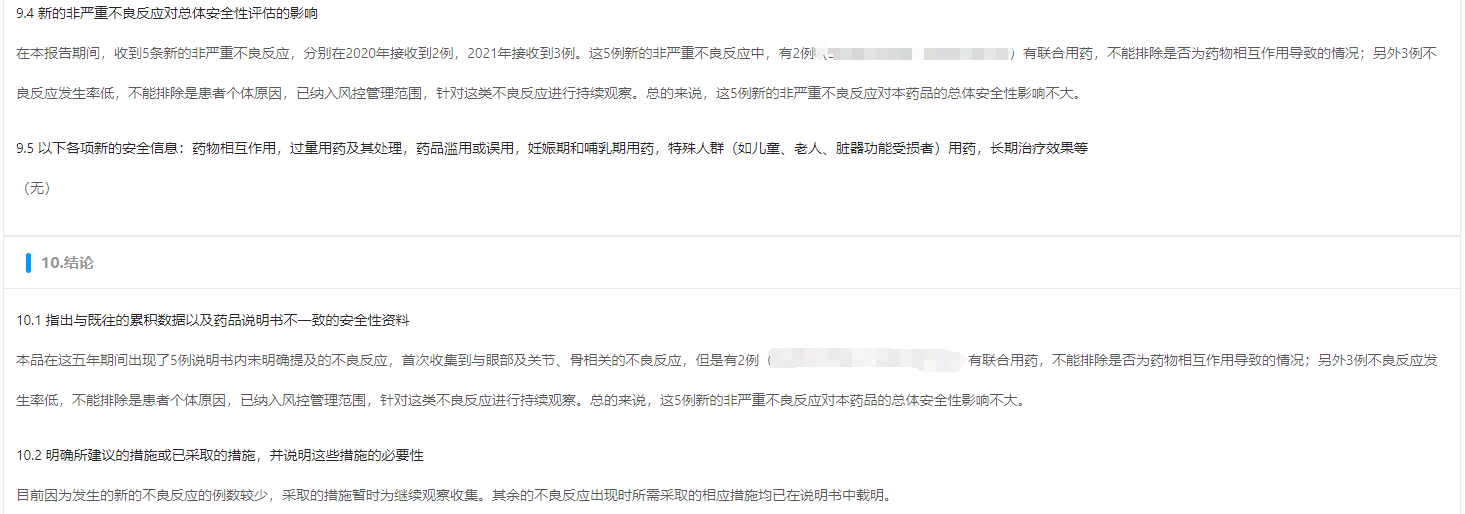 9.4 新的非严重不良反应对总体安全性评估的影响
在本报告期间，收到5条新的非严重不良反应，分别在2020年接收到2例，2021年接收到3例。这5例新的非严重不良反应中，有2例（ ）有联合用药，不能排除是否为药物相互作用导致的情况；另外3例不
良反应发生率低，不能排除是患者个体原因，已纳入风控管理范围，针对这类不良反应进行持续观察。总的来说，这5例新的非严重不良反应对本药品的总体安全性影响不大。
9.5 以下各项新的安全信息：药物相互作用，过量用药及其处理，药品滥用或误用，妊娠期和哺乳期用药，特殊人群（如儿童、老人、脏器功能受损者）用药，长期治疗效果等
（无）
10.结论
10.1 指出与既往的累积数据以及药品说明书不一致的安全性资料
本品在这五年期间出现了5例说明书内未明确提及的不良反应，首次收集到与眼部及关节、骨相关的不良反应，但是有2例（ 有联合用药，不能排除是否为药物相互作用导致的情况；另外3例不良反应发
生率低，不能排除是患者个体原因，已纳入风控管理范围，针对这类不良反应进行持续观察。总的来说，这5例新的非严重不良反应对本药品的总体安全性影响不大。
10.2 明确所建议的措施或已采取的措施，并说明这些措施的必要性
目前因为发生的新的不良反应的例数较少，采取的措施暂时为继续观察收集。其余的不良反应出现时所需采取的相应措施均已在说明书中载明。